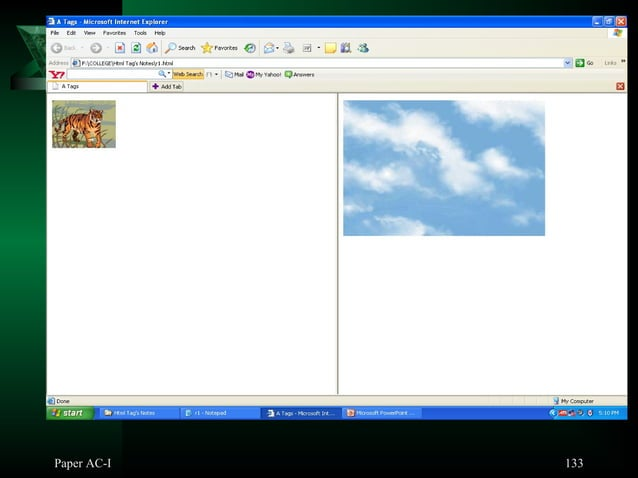 A Tags - Microsoft Internet Explorer
File Edit View Favorites Tools Help
Back Search Favorites
Address F:\COLLEGE\Html Tag's Notes\r1.html Go Links »
Y! Web Search Mail My Yahoo! Answers
A Tags Add Tab
Done My Computer
start Html Tag's Notes r1 - Notepad A Tags - Microsoft Int... Microsoft PowerPoint ... 5:10 PM
Paper AC-I 133